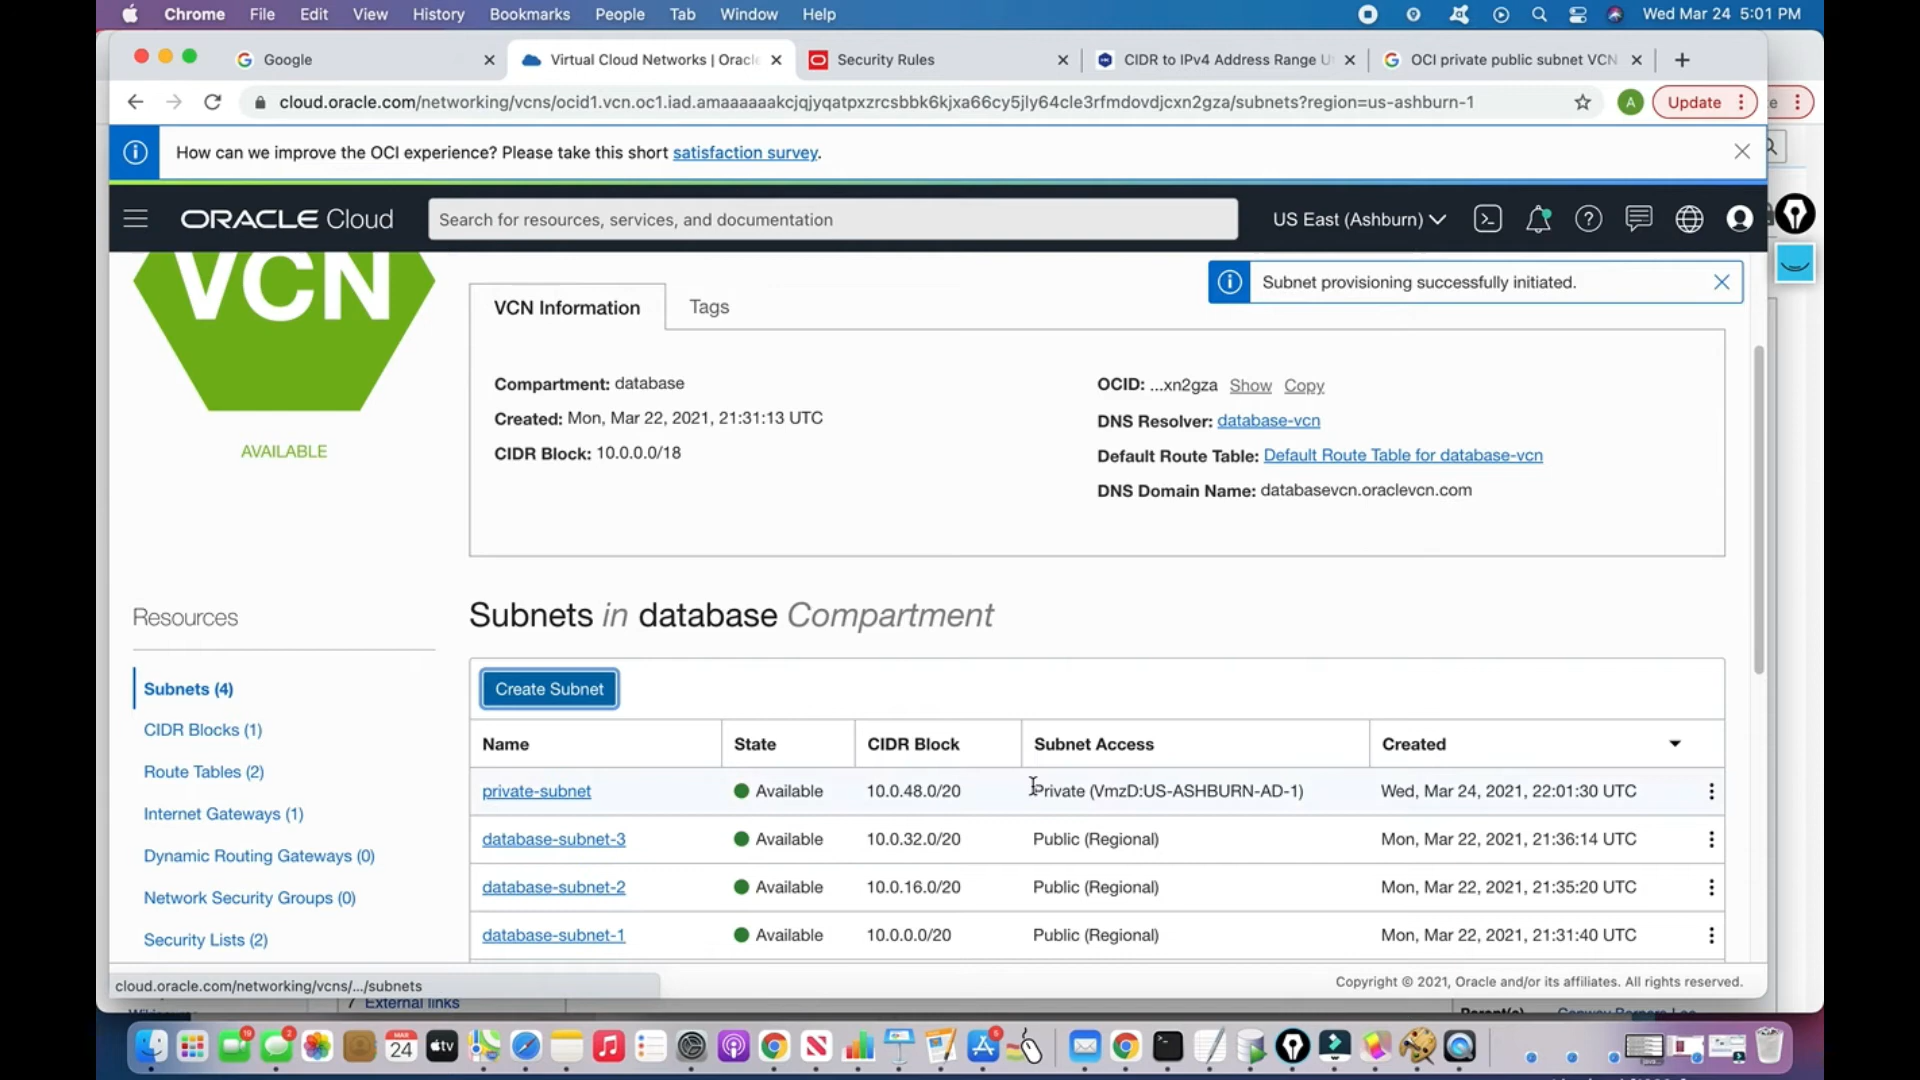 Chrome File Edit View History Bookmarks People Tab Window Help Wed Mar 24 5:01 PM
Google Virtual Cloud Networks | Oracle Security Rules CIDR to IPv4 Address Range U OCI private public subnet VCN
cloud.oracle.com/networking/vcns/ocid1.vcn.oc1.iad.amaaaaaakcjqjyqatpxzrcsbbk6kjxa66cy5jly64cle3rfmdovdjcxn2gza/subnets?region=us-ashburn-1 A Update
How can we improve the OCI experience? Please take this short satisfaction survey.
ORACLE Cloud Search for resources, services, and documentation US East (Ashburn)
VCN
AVAILABLE
VCN Information Tags
Subnet provisioning successfully initiated.
Compartment: database
Created: Mon, Mar 22, 2021, 21:31:13 UTC
CIDR Block: 10.0.0.0/18
OCID: ...xn2gza Show Copy
DNS Resolver: database-vcn
Default Route Table: Default Route Table for database-vcn
DNS Domain Name: databasevcn.oraclevcn.com
Resources
Subnets (4)
CIDR Blocks (1)
Route Tables (2)
Internet Gateways (1)
Dynamic Routing Gateways (0)
Network Security Groups (0)
Security Lists (2)
Subnets in database Compartment
Create Subnet
Name State CIDR Block Subnet Access Created
private-subnet Available 10.0.48.0/20 Private (VmzD:US-ASHBURN-AD-1) Wed, Mar 24, 2021, 22:01:30 UTC
database-subnet-3 Available 10.0.32.0/20 Public (Regional) Mon, Mar 22, 2021, 21:36:14 UTC
database-subnet-2 Available 10.0.16.0/20 Public (Regional) Mon, Mar 22, 2021, 21:35:20 UTC
database-subnet-1 Available 10.0.0.0/20 Public (Regional) Mon, Mar 22, 2021, 21:31:40 UTC
Copyright © 2021, Oracle and/or its affiliates. All rights reserved.
cloud.oracle.com/networking/vcns/.../subnets
7 External links
MAR
24
tv